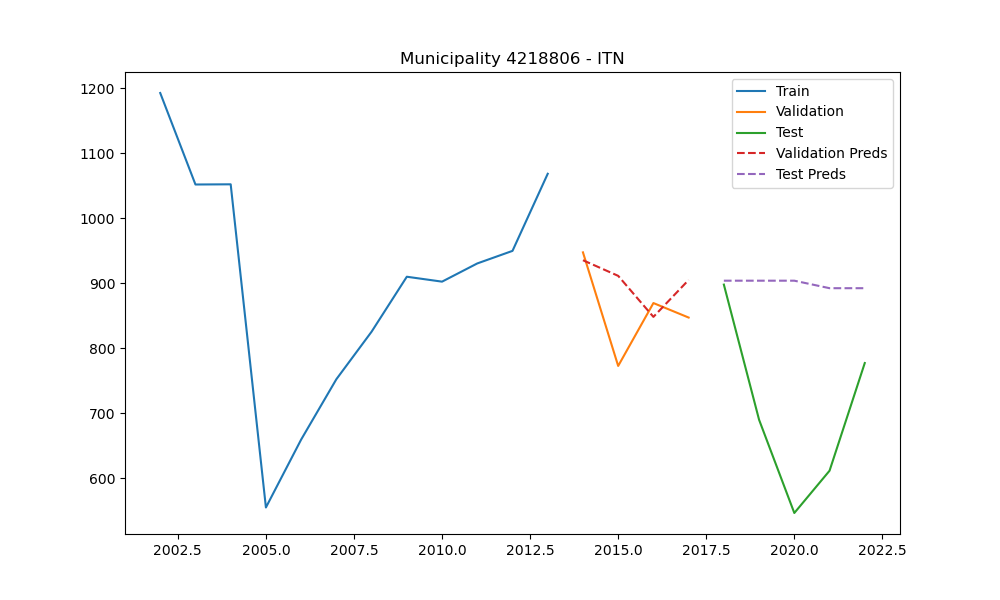 Municipality 4218806 - ITN
1200
1100
1000
900
800
700
600
2002.5 2005.0 2007.5 2010.0 2012.5 2015.0 2017.5 2020.0 2022.5
Train
Validation
Test
Validation Preds
Test Preds